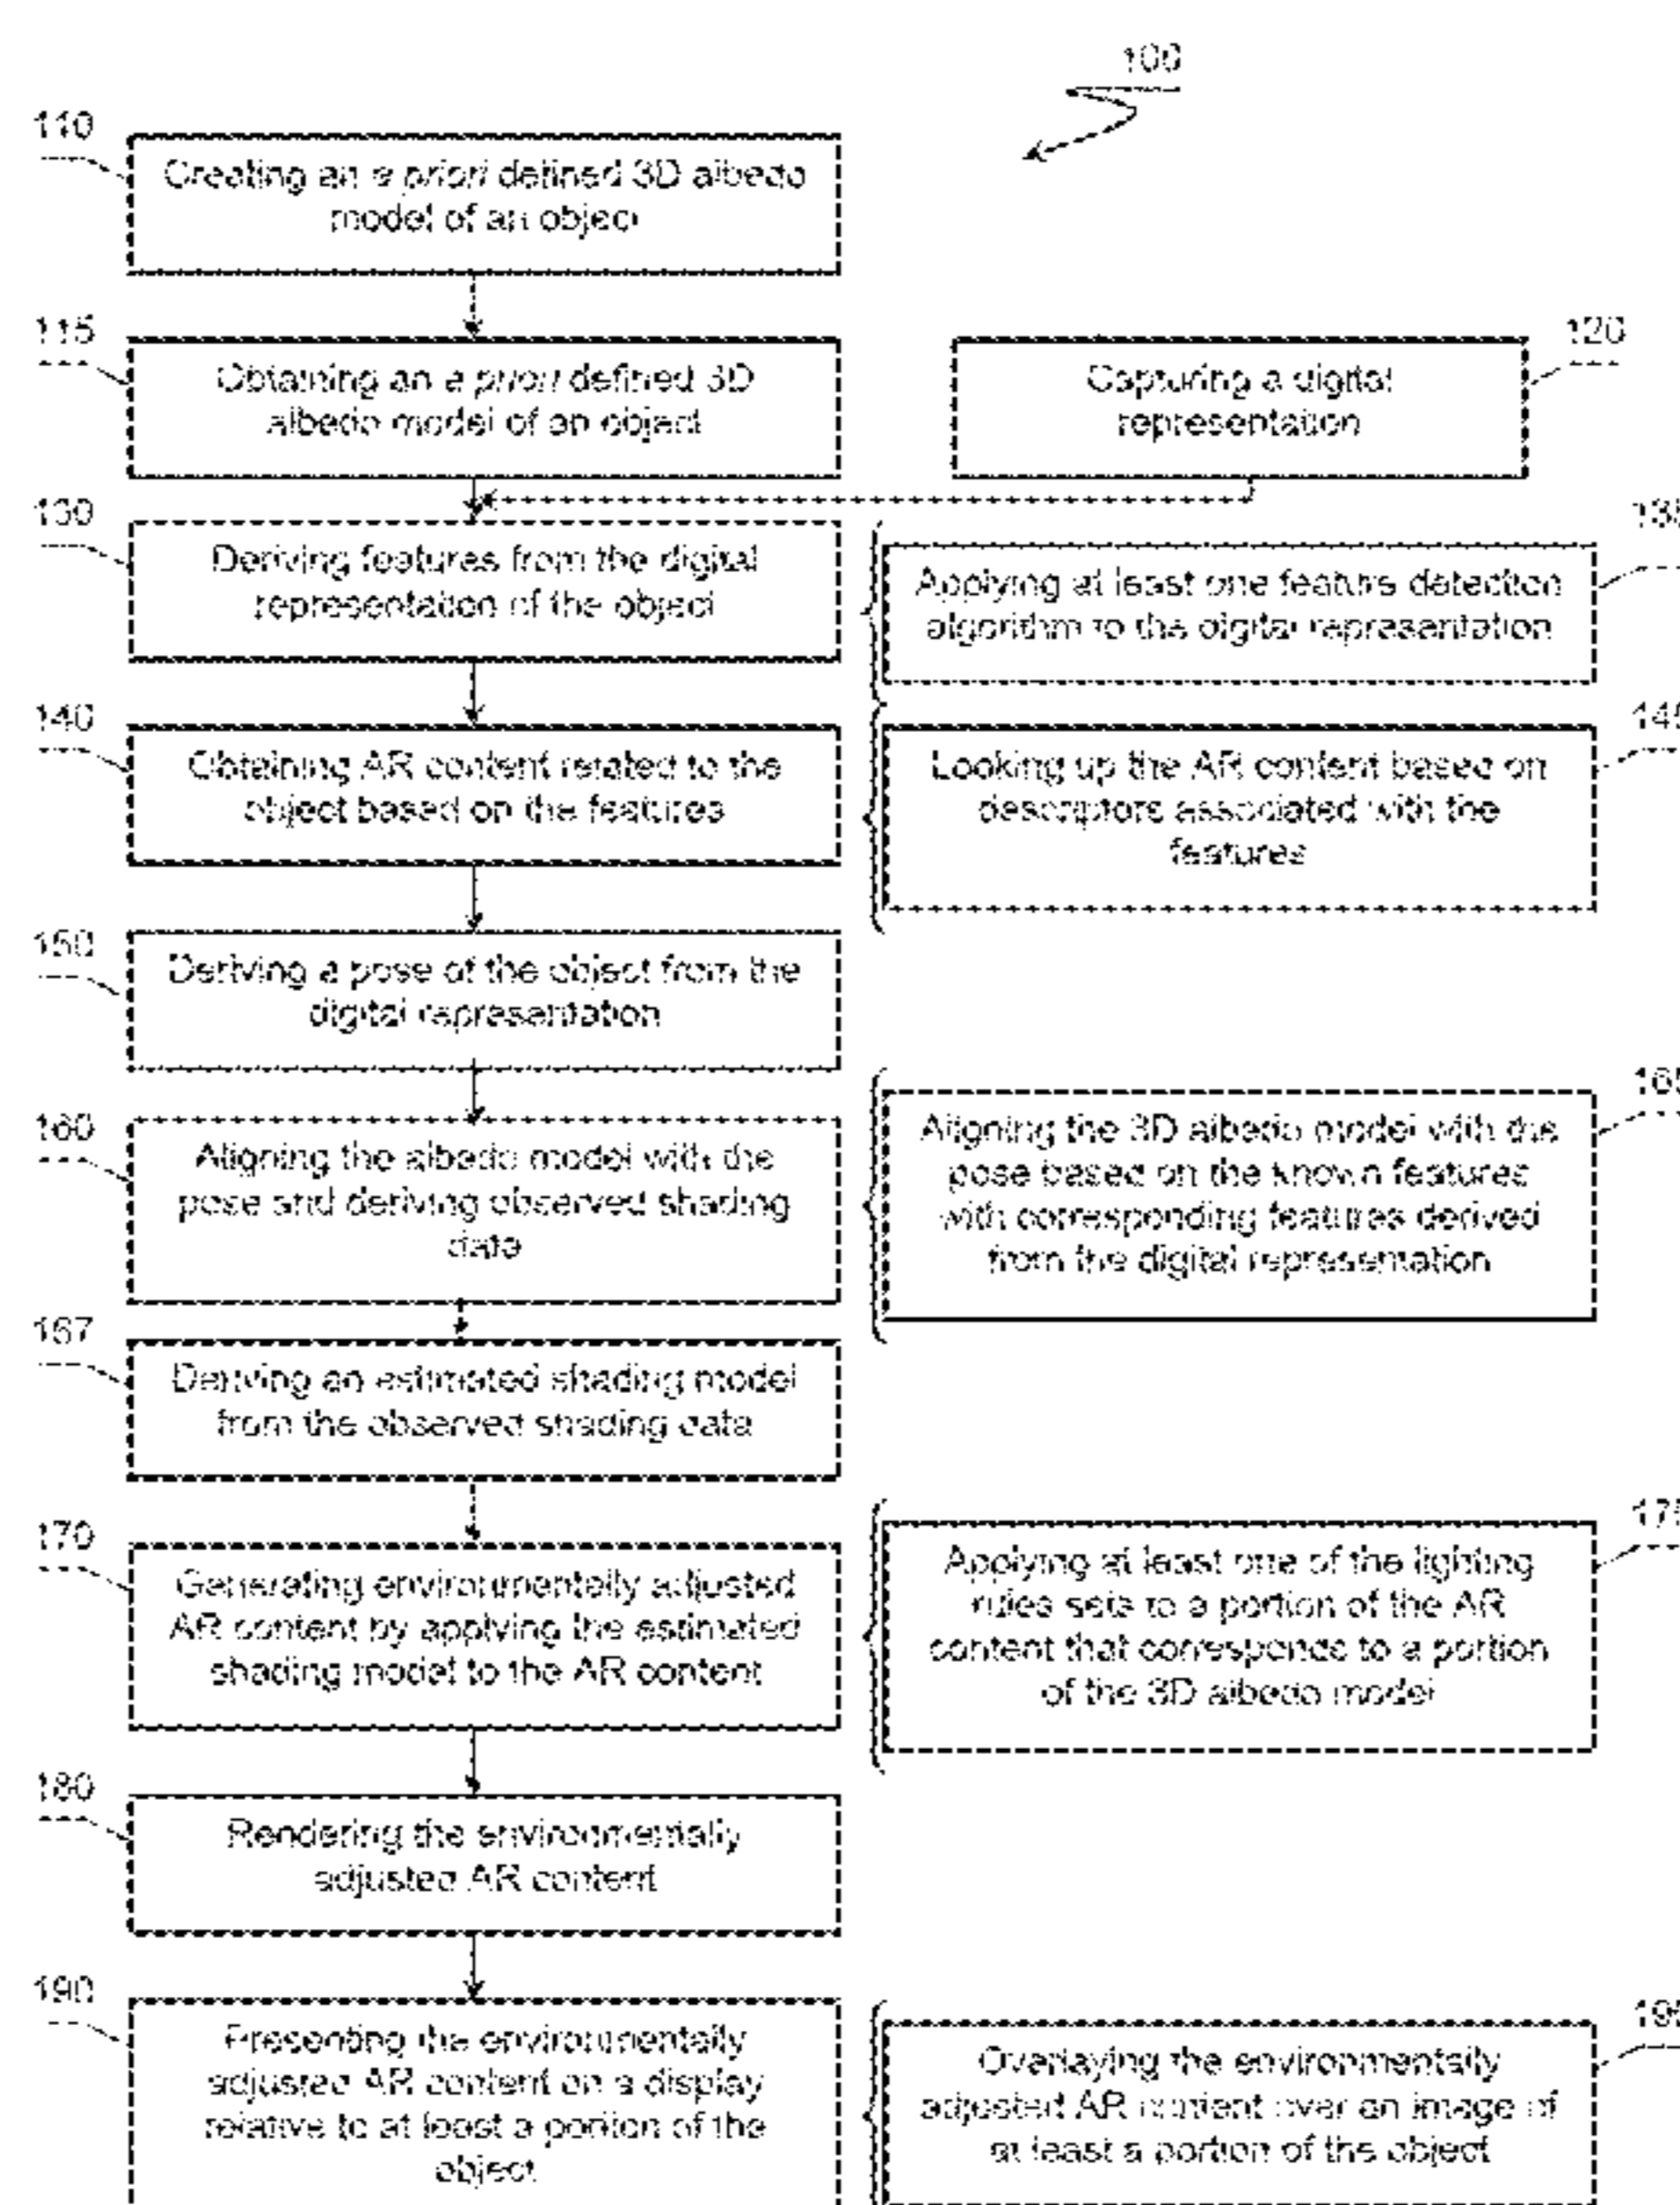 100
110
Creating an a priori defined 3D albedo
model of an object
115
Obtaining an a priori defined 3D
albedo model of an object
120
Capturing a digital
representation
130
Deriving features from the digital
representation of the object
Applying at least one feature detection
algorithm to the digital representation
140
Obtaining AR content related to the
object based on the features
Looking up the AR content based on
descriptors associated with the
features
150
Deriving a pose of the object from the
digital representation
160
Aligning the albedo model with the
pose and deriving observed shading
data
Aligning the 3D albedo model with the
pose based on the known features
with corresponding features derived
from the digital representation
167
Deriving an estimated shading model
from the observed shading data
170
Generating environmentally adjusted
AR content by applying the estimated
shading model to the AR content
Applying at least one of the lighting
rules sets to a portion of the AR
content that corresponds to a portion
of the 3D albedo model
180
Rendering the environmentally
adjusted AR content
190
Presenting the environmentally
adjusted AR content on a display
relative to at least a portion of the
object
Overlaying the environmentally
adjusted AR content over an image of
at least a portion of the object